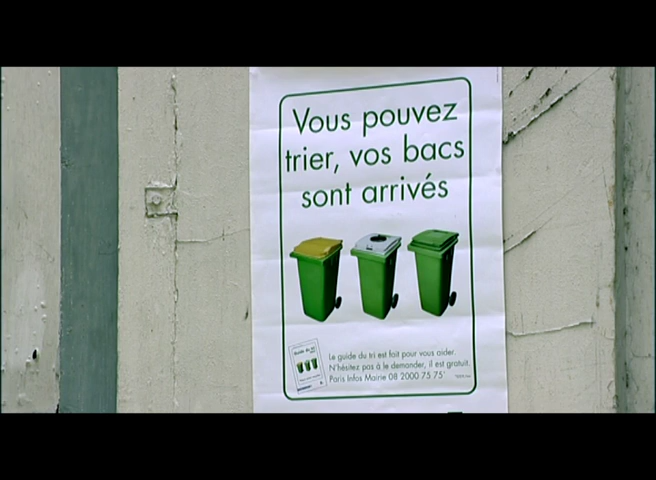 Vous pouvez
trier, vos bacs
sont arrivés
Le guide du tri est fait pour vous aider.
N'hésitez pas à le demander, il est gratuit.
Paris Infos Mairie 08 2000 75 75*